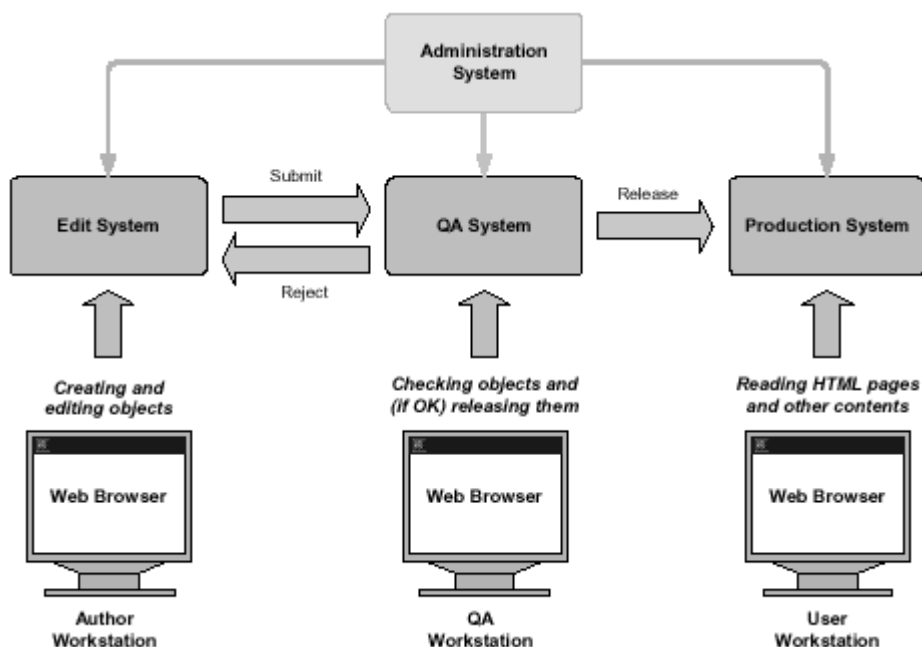 Administration
System
Submit
Release
Edit System
QA System
Production System
Reject
Creating and
editing objects
Checking objects and
(if OK) releasing them
Reading HTML pages
and other contents
Web Browser
Web Browser
Web Browser
Author
Workstation
QA
Workstation
User
Workstation